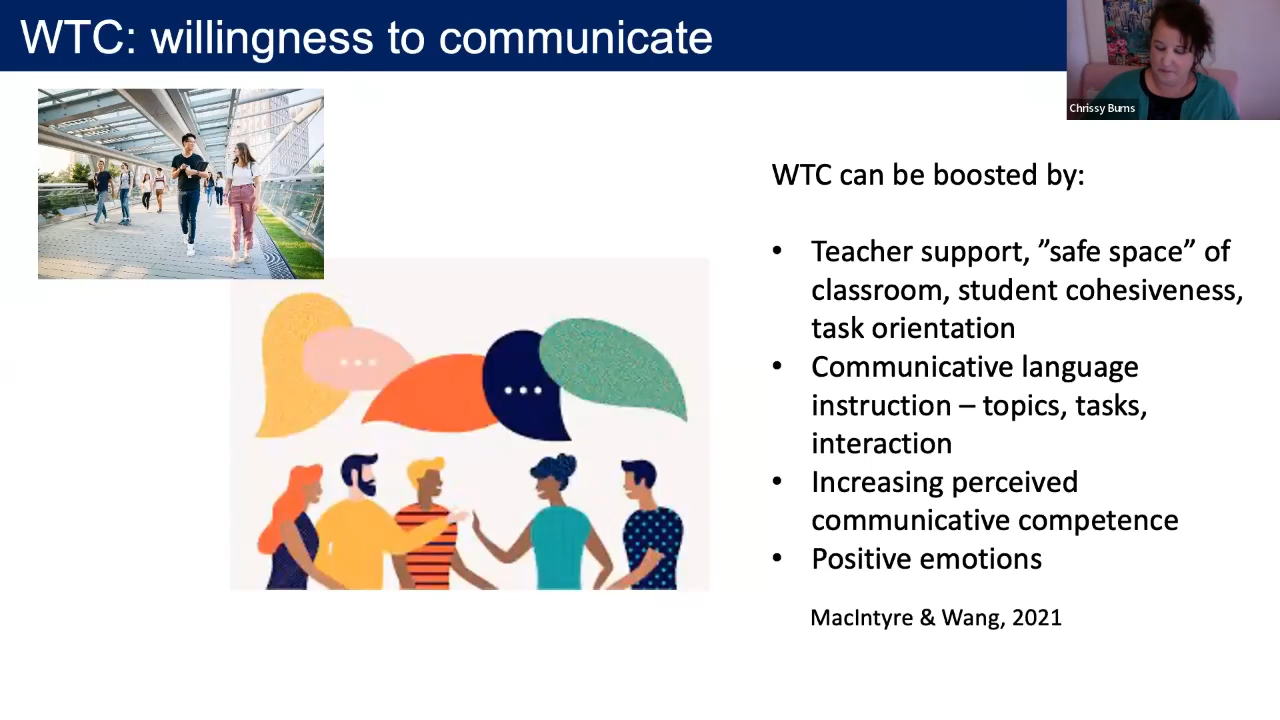 WTC: willingness to communicate
Chrissy Burns
WTC can be boosted by:
• Teacher support, ”safe space” of
classroom, student cohesiveness,
task orientation
• Communicative language
instruction – topics, tasks,
interaction
• Increasing perceived
communicative competence
• Positive emotions
MacIntyre & Wang, 2021